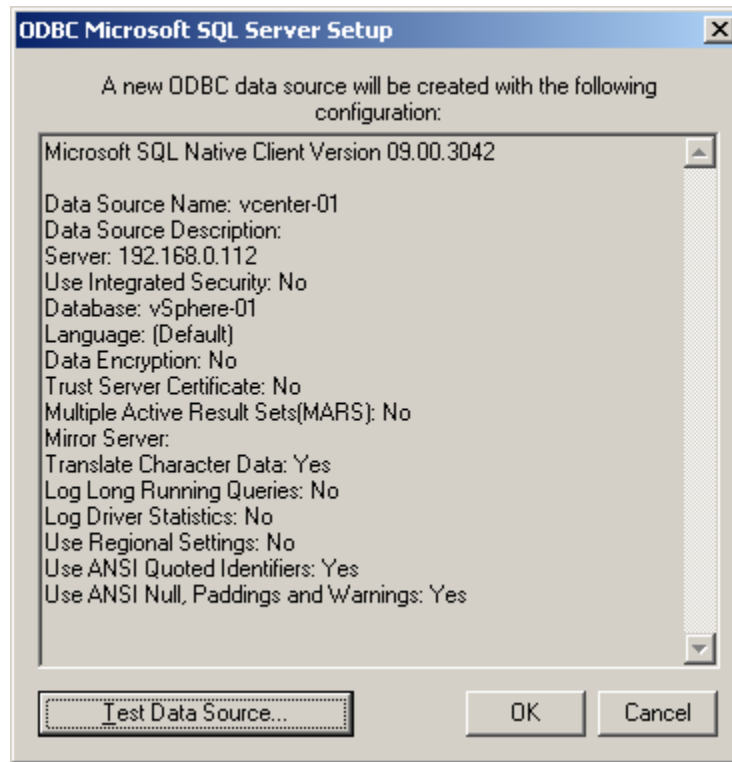 ODBC Microsoft SQL Server Setup
A new ODBC data source will be created with the following
configuration:
Microsoft SQL Native Client Version 09.00.3042
Data Source Name: vcenter-01
Data Source Description:
Server: 192.168.0.112
Use Integrated Security: No
Database: vSphere-01
Language: (Default)
Data Encryption: No
Trust Server Certificate: No
Multiple Active Result Sets(MARS): No
Mirror Server:
Translate Character Data: Yes
Log Long Running Queries: No
Log Driver Statistics: No
Use Regional Settings: No
Use ANSI Quoted Identifiers: Yes
Use ANSI Null, Paddings and Warnings: Yes
Test Data Source... OK Cancel